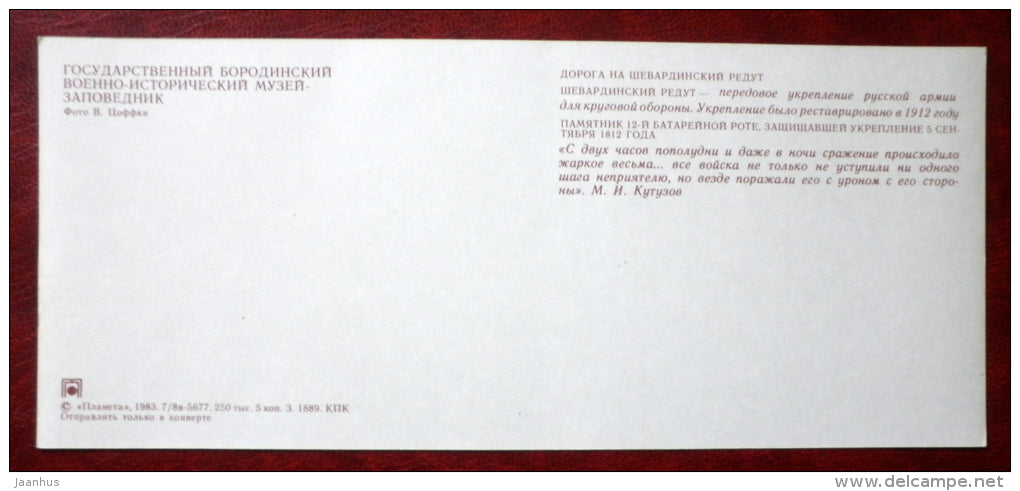 ГОСУДАРСТВЕННЫЙ БОРОДИНСКИЙ
ВОЕННО-ИСТОРИЧЕСКИЙ МУЗЕЙ-
ЗАПОВЕДНИК
Фото В. Цоффки
ДОРОГА НА ШЕВАРДИНСКИЙ РЕДУТ
ШЕВАРДИНСКИЙ РЕДУТ — передовое укрепление русской армии
для круговой обороны. Укрепление было реставрировано в 1912 году
ПАМЯТНИК 12-Й БАТАРЕЙНОЙ РОТЕ, ЗАЩИЩАВШЕЙ УКРЕПЛЕНИЕ 5 СЕН-
ТЯБРЯ 1812 ГОДА
«С двух часов пополудни и даже в ночи сражение происходило
жаркое весьма... все войска не только не уступили ни одного
шага неприятелю, но везде поражали его с уроном с его сторо-
ны». М. И. Кутузов
© «Планета», 1983. 7/8в-5677. 250 тыс. 5 коп. З. 1889. КПК
Отправлять только в конверте
jaanhus
delcampe.net